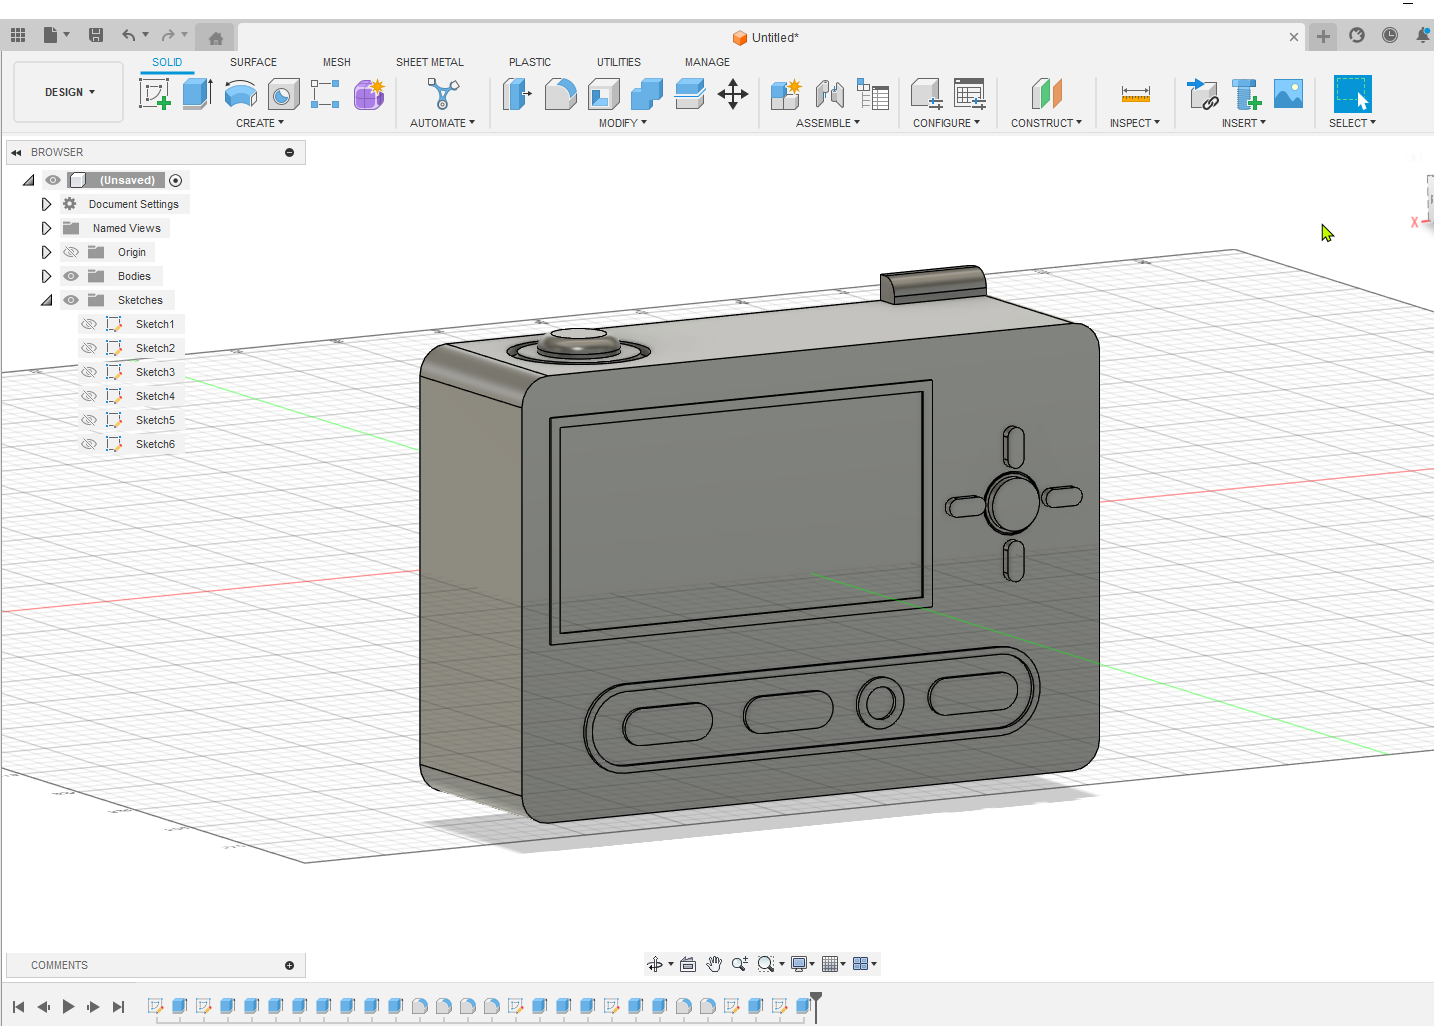 Untitled*
SOLID SURFACE MESH SHEET METAL PLASTIC UTILITIES MANAGE
DESIGN
CREATE AUTOMATE MODIFY ASSEMBLE CONFIGURE CONSTRUCT INSPECT INSERT SELECT
BROWSER
(Unsaved)
Document Settings
Named Views
Origin
Bodies
Sketches
Sketch1
Sketch2
Sketch3
Sketch4
Sketch5
Sketch6
X
COMMENTS